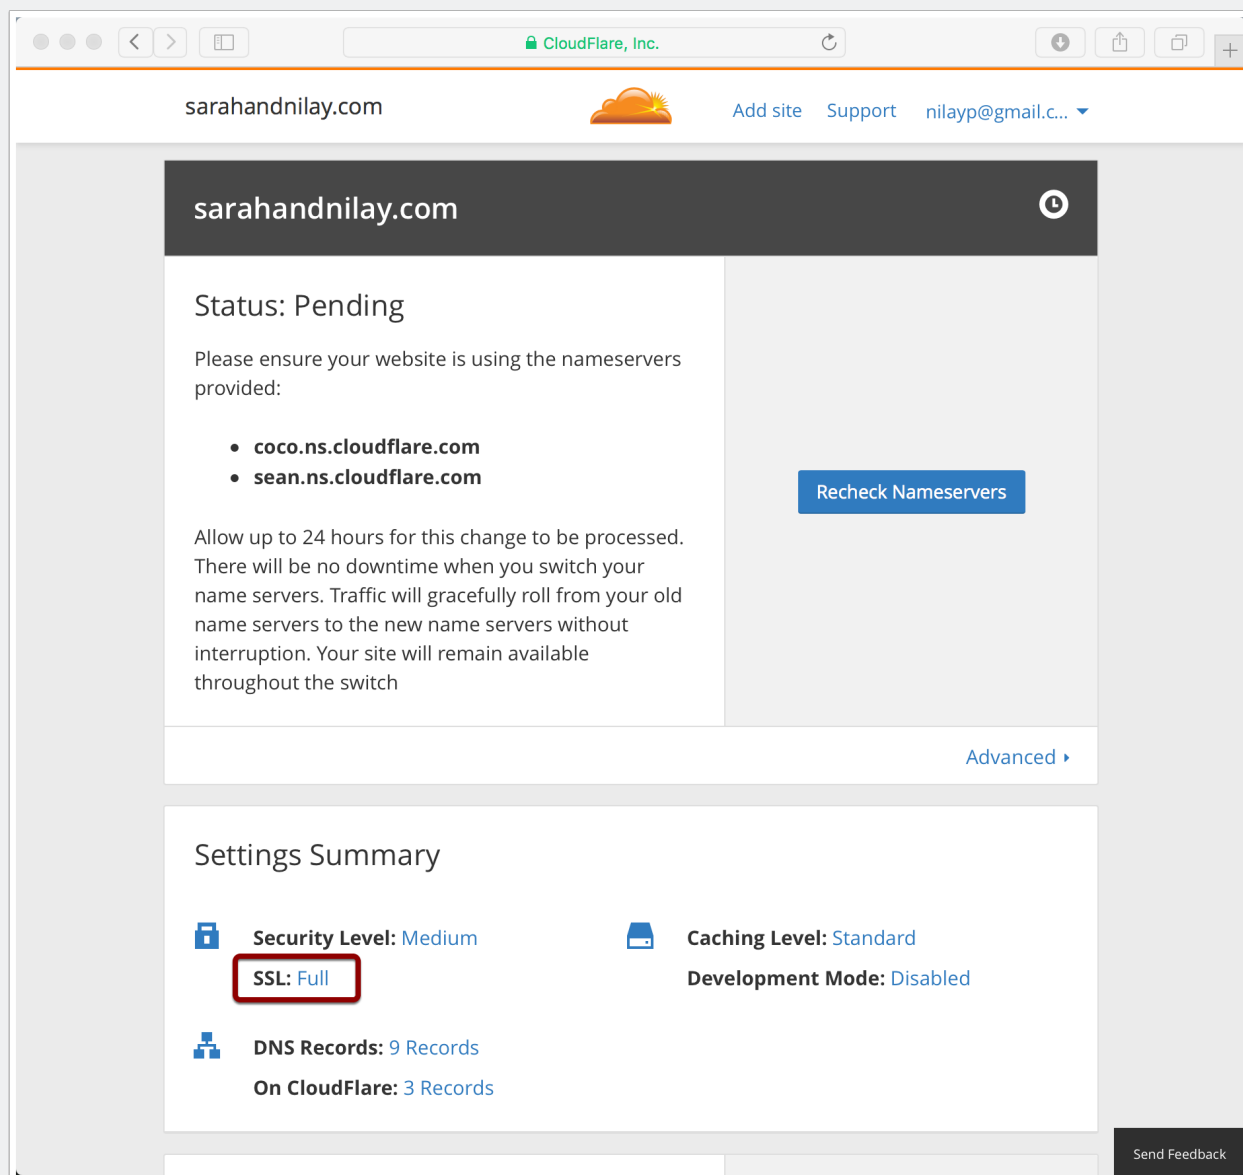 CloudFlare, Inc.
sarahandnilay.com
Add site
Support
nilayp@gmail.c...
sarahandnilay.com
Status: Pending
Please ensure your website is using the nameservers
provided:
• coco.ns.cloudflare.com
• sean.ns.cloudflare.com
Recheck Nameservers
Allow up to 24 hours for this change to be processed.
There will be no downtime when you switch your
name servers. Traffic will gracefully roll from your old
name servers to the new name servers without
interruption. Your site will remain available
throughout the switch
Advanced
Settings Summary
Security Level: Medium
SSL: Full
Caching Level: Standard
Development Mode: Disabled
DNS Records: 9 Records
On CloudFlare: 3 Records
Send Feedback